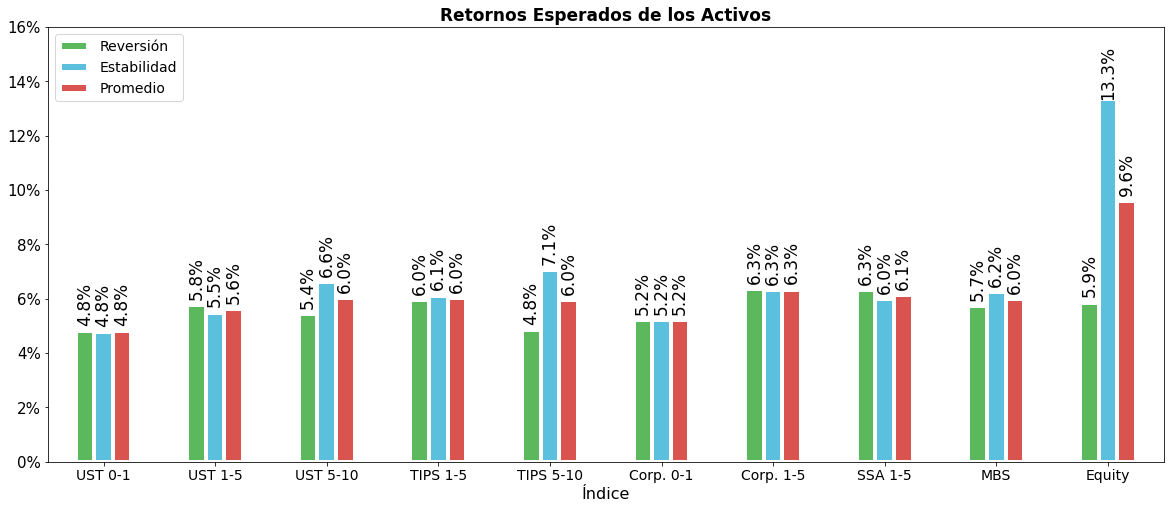 Retornos Esperados de los Activos
16%
14%
12%
10%
8%
6%
4%
2%
0%
Reversión
Estabilidad
Promedio
4.8% 4.8% 4.8%
5.8% 5.5% 5.6%
5.4% 6.6% 6.0%
6.0% 6.1% 6.0%
4.8% 7.1% 6.0%
5.2% 5.2% 5.2%
6.3% 6.3% 6.3%
6.3% 6.0% 6.1%
5.7% 6.2% 6.0%
5.9% 13.3% 9.6%
UST 0-1 UST 1-5 UST 5-10 TIPS 1-5 TIPS 5-10 Corp. 0-1 Corp. 1-5 SSA 1-5 MBS Equity
Índice